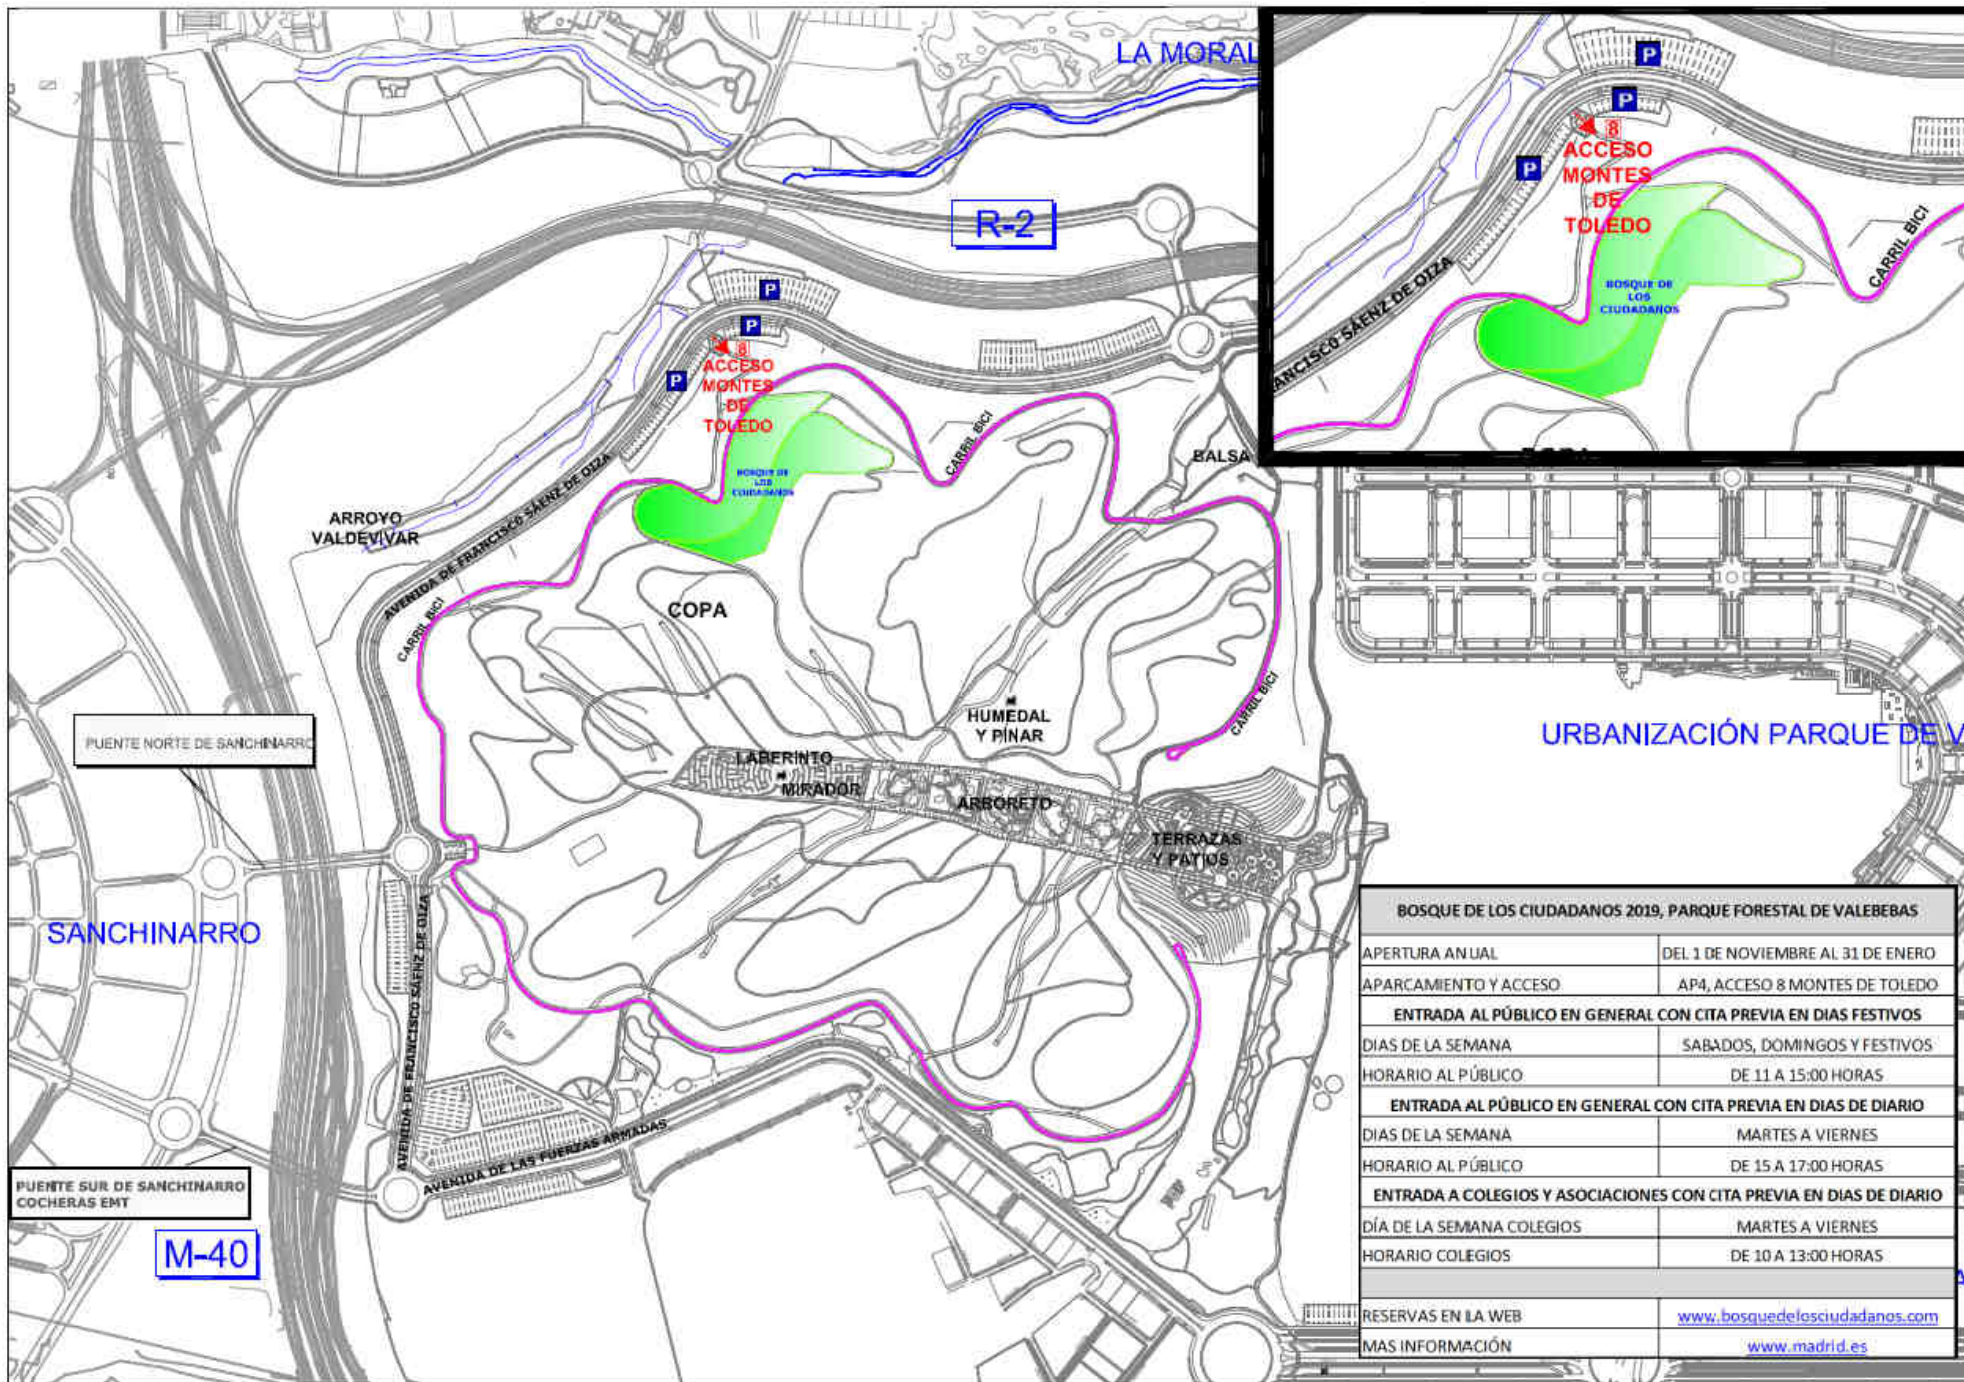 LA MORAL
R-2
P
P
P
8
ACCESO
MONTES
DE
TOLEDO
BOSQUE DE
LOS
CIUDADANOS
CARRIL BICI
BALSA
ARROYO
VALDEVIVAR
AVENIDA DE FRANCISCO SÁENZ DE OIZA
CARRIL BICI
COPA
HUMEDAL
Y PINAR
CARRIL BICI
PUENTE NORTE DE SANCHINARRO
LABERINTO
MIRADOR
ARBORETO
TERRAZAS
Y PATIOS
SANCHINARRO
AVENIDA DE FRANCISCO SÁENZ DE OIZA
AVENIDA DE LAS FUERZAS ARMADAS
PUENTE SUR DE SANCHINARRO
COCHERAS EMT
M-40
P
P
P
8
ACCESO
MONTES
DE
TOLEDO
BOSQUE DE
LOS
CIUDADANOS
CARRIL BICI
ANCISCO SÁENZ DE OIZA
URBANIZACIÓN PARQUE DE V
BOSQUE DE LOS CIUDADANOS 2019, PARQUE FORESTAL DE VALEBEBAS
APERTURA ANUAL DEL 1 DE NOVIEMBRE AL 31 DE ENERO
APARCAMIENTO Y ACCESO AP4, ACCESO 8 MONTES DE TOLEDO
ENTRADA AL PÚBLICO EN GENERAL CON CITA PREVIA EN DIAS FESTIVOS
DIAS DE LA SEMANA SABADOS, DOMINGOS Y FESTIVOS
HORARIO AL PÚBLICO DE 11 A 15:00 HORAS
ENTRADA AL PÚBLICO EN GENERAL CON CITA PREVIA EN DIAS DE DIARIO
DIAS DE LA SEMANA MARTES A VIERNES
HORARIO AL PÚBLICO DE 15 A 17:00 HORAS
ENTRADA A COLEGIOS Y ASOCIACIONES CON CITA PREVIA EN DIAS DE DIARIO
DÍA DE LA SEMANA COLEGIOS MARTES A VIERNES
HORARIO COLEGIOS DE 10 A 13:00 HORAS
RESERVAS EN LA WEB www.bosquedelosciudadanos.com
MAS INFORMACIÓN www.madrid.es